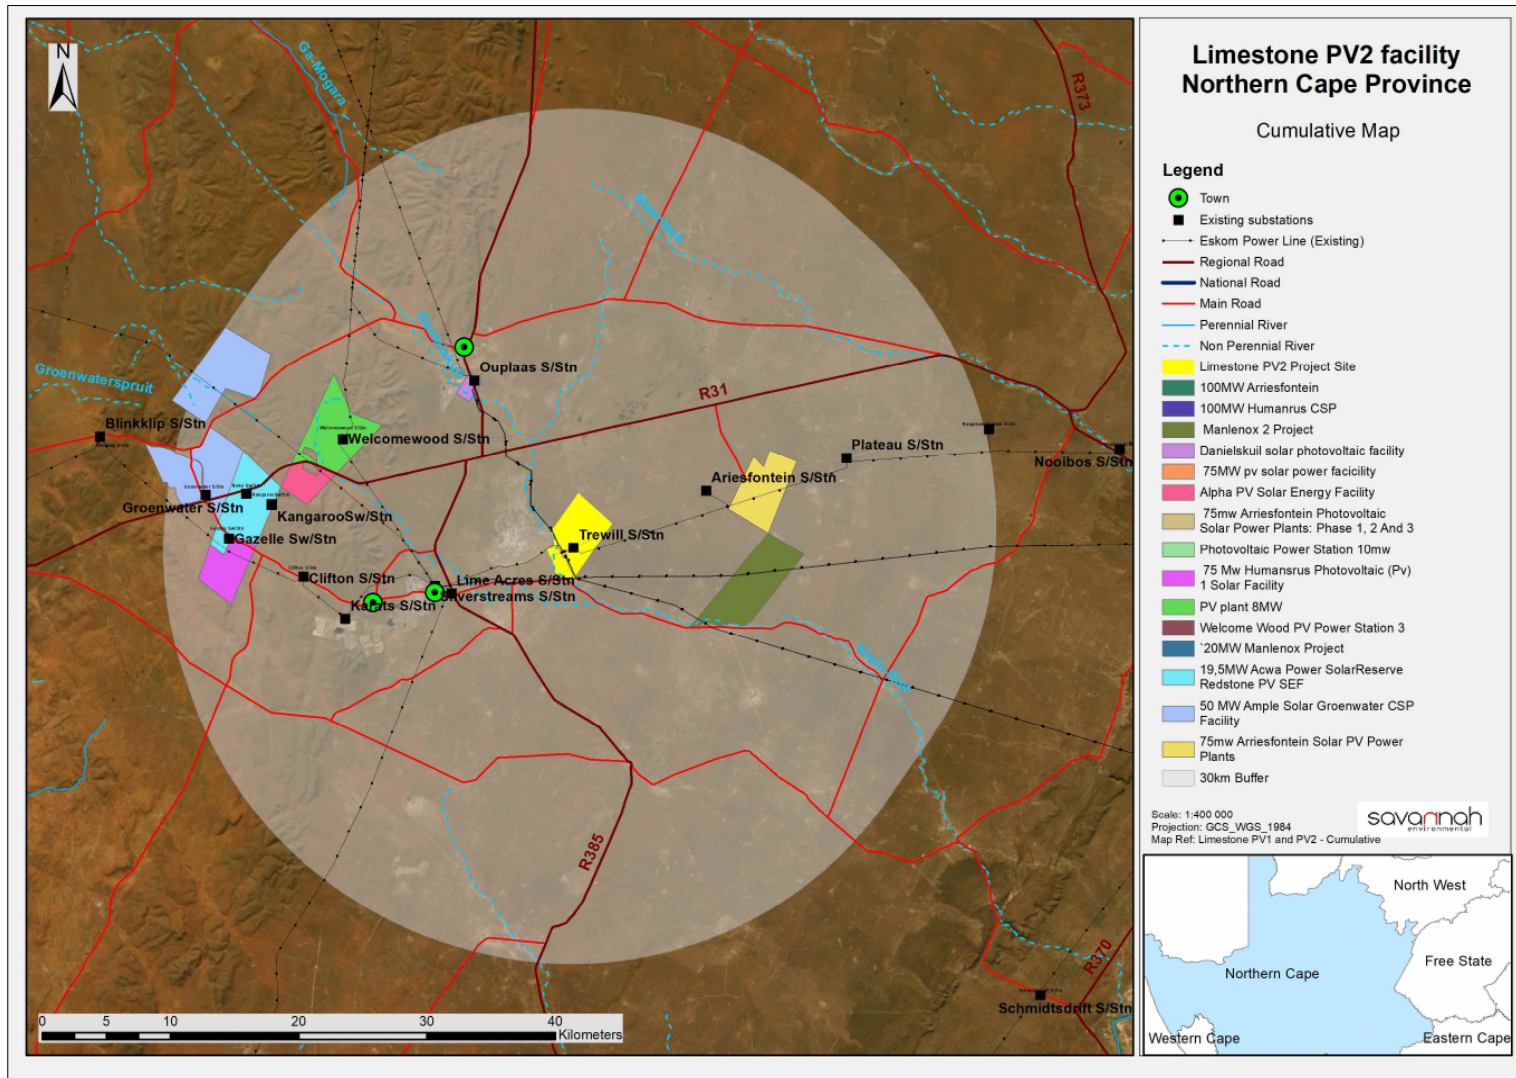 Limestone PV2 facility
Northern Cape Province
Cumulative Map
Legend
Town
Existing substations
Eskom Power Line (Existing)
Regional Road
National Road
Main Road
Perennial River
Non Perennial River
Limestone PV2 Project Site
100MW Arriesfontein
100MW Humanrus CSP
Manlenox 2 Project
Danielskuil solar photovoltaic facility
75MW pv solar power facicility
Alpha PV Solar Energy Facility
75mw Arriesfontein Photovoltaic
Solar Power Plants: Phase 1, 2 And 3
Photovoltaic Power Station 10mw
75 Mw Humansrus Photovoltaic (Pv)
1 Solar Facility
PV plant 8MW
Welcome Wood PV Power Station 3
`20MW Manlenox Project
19,5MW Acwa Power SolarReserve
Redstone PV SEF
50 MW Ample Solar Groenwater CSP
Facility
75mw Arriesfontein Solar PV Power
Plants
30km Buffer
Scale: 1:400 000
Projection: GCS_WGS_1984
Map Ref: Limestone PV1 and PV2 - Cumulative
savannah
environmental
North West
Free State
Northern Cape
Western Cape
Eastern Cape
N
Ga-Mogara
R373
Steenbok
Ouplaas S/Stn
Groenwaterspruit
R31
Blinkklip S/Stn
Welcomewood S/Stn
Plateau S/Stn
Nooibos S/Stn
Ariesfontein S/Stn
Groenwater S/Stn
KangarooSw/Stn
Gazelle Sw/Stn
Trewill S/Stn
Clifton S/Stn
Lime Acres S/Stn
Silverstreams S/Stn
Karats S/Stn
R385
R370
Schmidtsdrift S/Stn
0 5 10 20 30 40
Kilometers